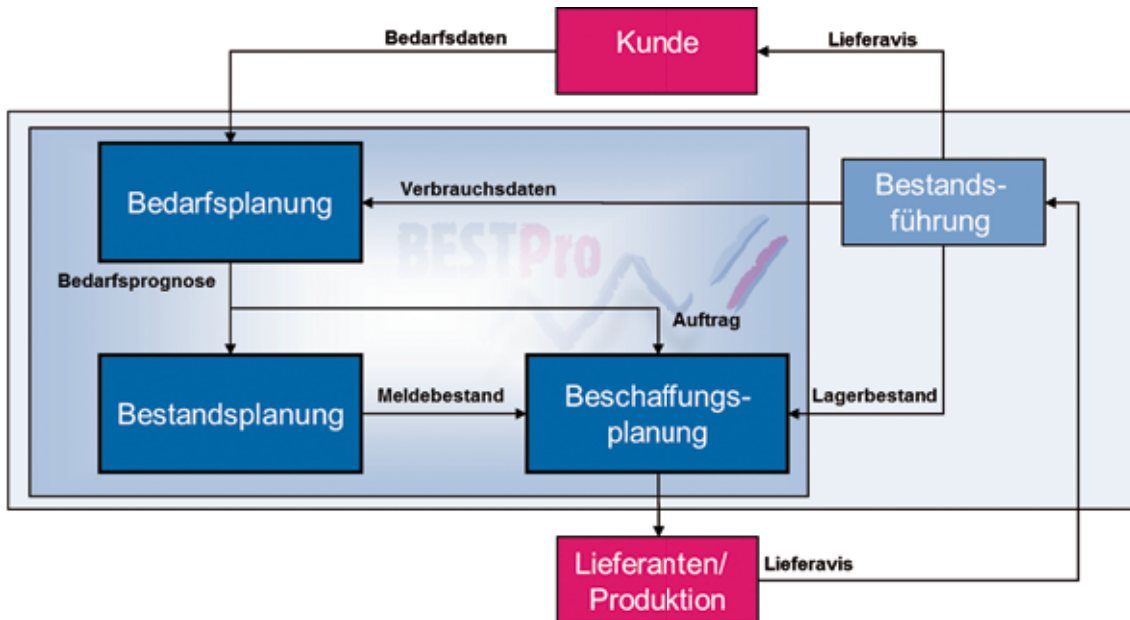 Bedarfsdaten
Kunde
Lieferavis
Bedarfsplanung
Verbrauchsdaten
Bestands-
führung
BESTPro
Bedarfsprognose
Auftrag
Bestandsplanung
Meldebestand
Beschaffungs-
planung
Lagerbestand
Lieferanten/
Produktion
Lieferavis